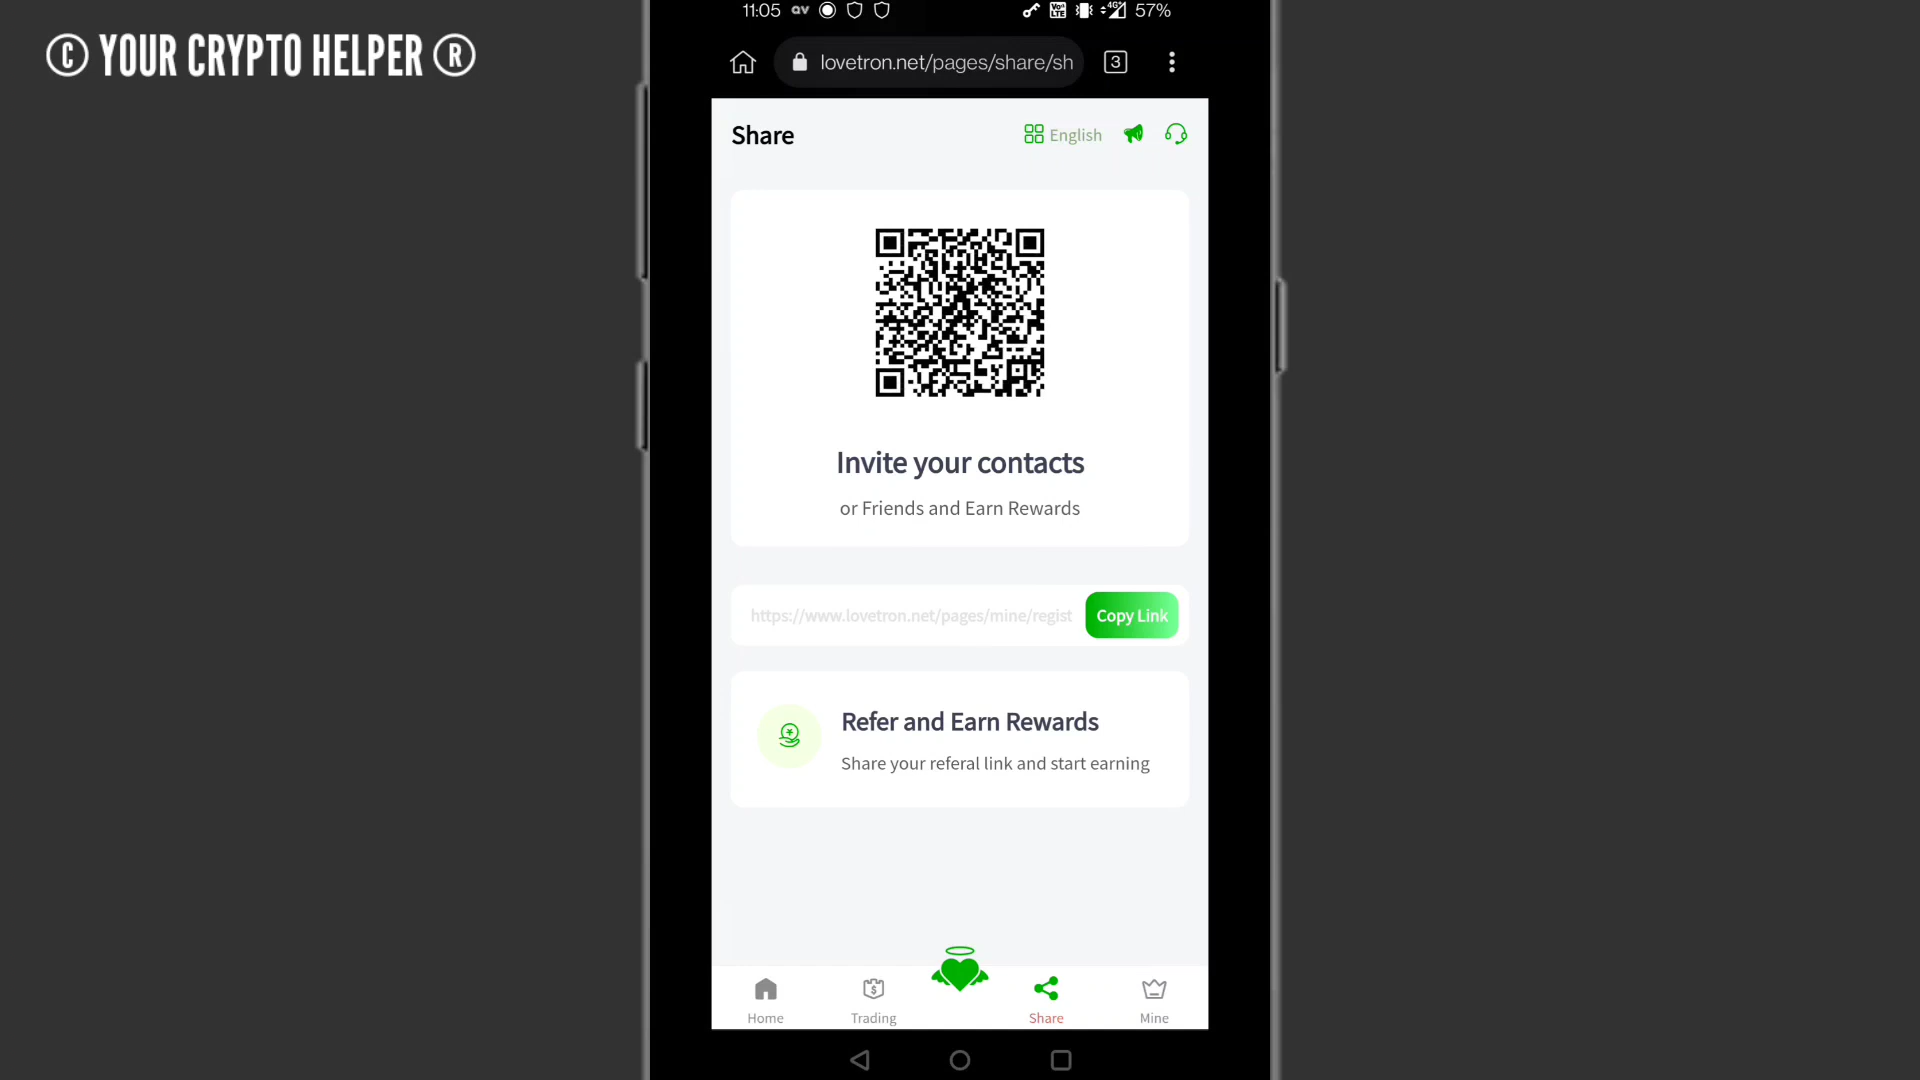 © YOUR CRYPTO HELPER ®
11:05
57%
lovetron.net/pages/share/sh
3
Share
English
Invite your contacts
or Friends and Earn Rewards
https://www.lovetron.net/pages/mine/regist
Copy Link
Refer and Earn Rewards
Share your referal link and start earning
Home
Trading
Share
Mine